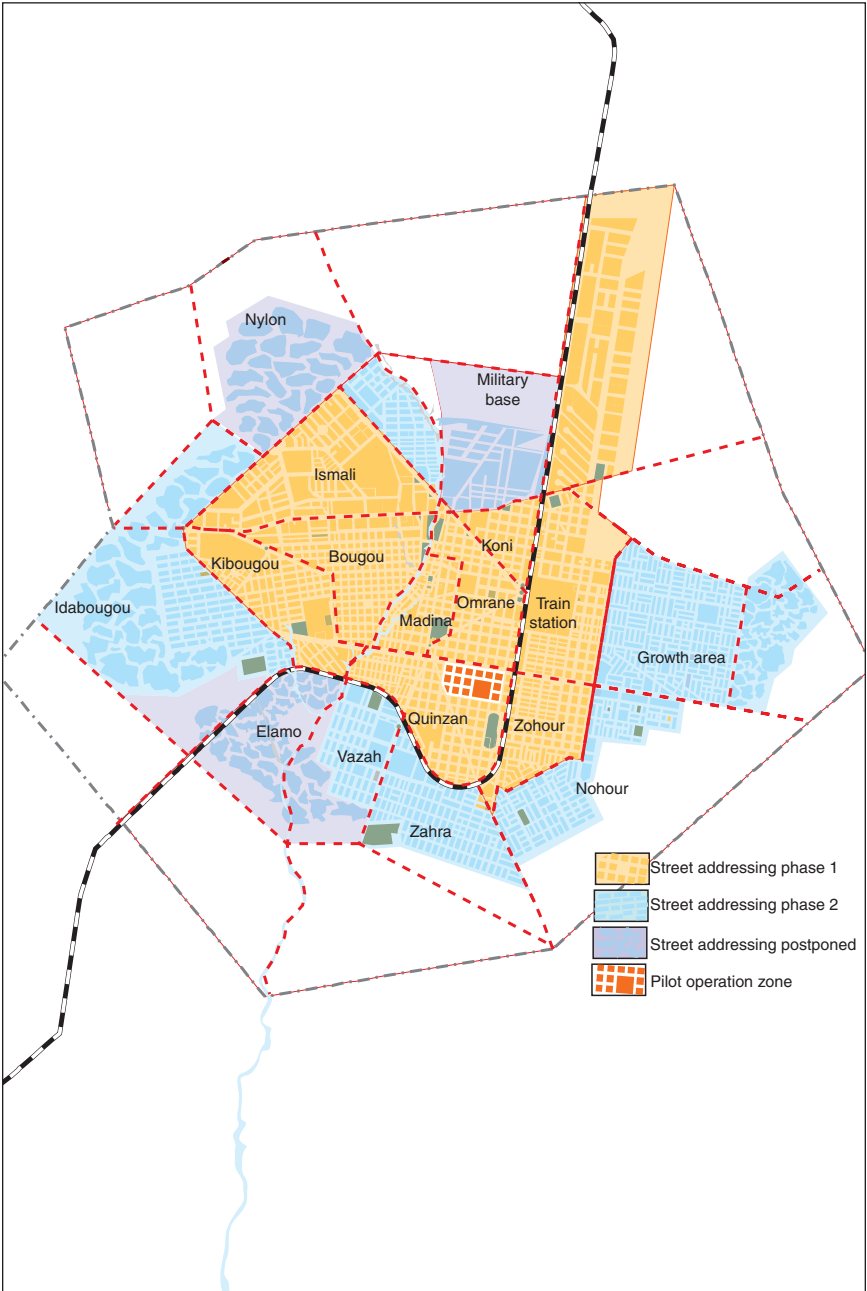 Nylon
Military
base
Ismali
Koni
Bougou
Kibougou
Idabougou
Omrane
Train
station
Madina
Growth area
Quinzan
Zohour
Elamo
Vazah
Nohour
Zahra
Street addressing phase 1
Street addressing phase 2
Street addressing postponed
Pilot operation zone